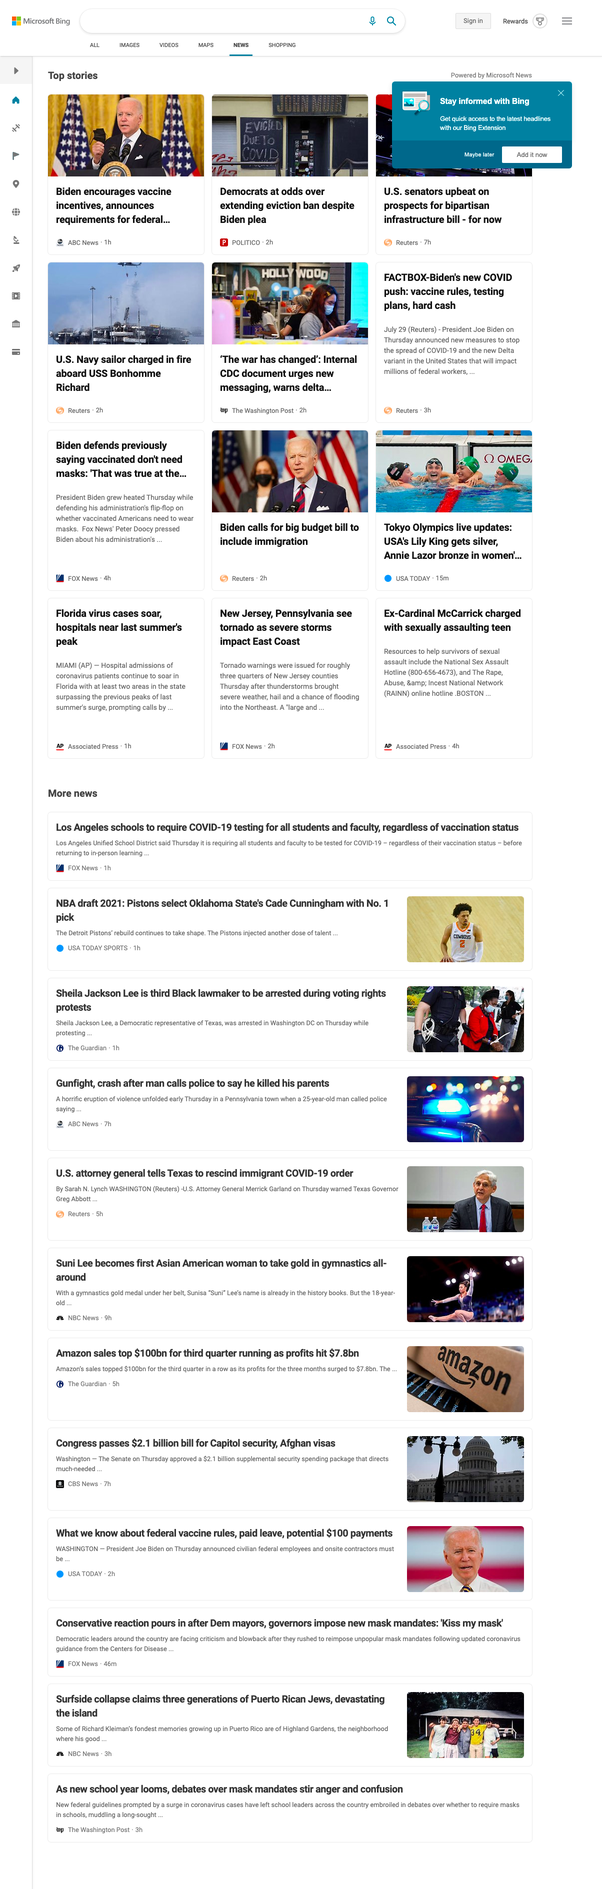 Microsoft Bing
Sign in
Rewards
ALL
IMAGES
VIDEOS
MAPS
NEWS
SHOPPING
Top stories
Powered by Microsoft News
Stay informed with Bing
Get quick access to the latest headlines
with our Bing Extension
Maybe later
Add it now
Biden encourages vaccine
incentives, announces
requirements for federal...
ABC News · 1h
JOHN MUIR
EVICTED
DUE TO
COVID
Democrats at odds over
extending eviction ban despite
Biden plea
POLITICO · 2h
U.S. senators upbeat on
prospects for bipartisan
infrastructure bill - for now
Reuters · 7h
U.S. Navy sailor charged in fire
aboard USS Bonhomme
Richard
Reuters · 2h
HOLLYWOOD
'The war has changed': Internal
CDC document urges new
messaging, warns delta...
The Washington Post · 2h
FACTBOX-Biden's new COVID
push: vaccine rules, testing
plans, hard cash
July 29 (Reuters) - President Joe Biden on
Thursday announced new measures to stop
the spread of COVID-19 and the new Delta
variant in the United States that will impact
millions of federal workers, ...
Reuters · 3h
Biden defends previously
saying vaccinated don't need
masks: 'That was true at the...
President Biden grew heated Thursday while
defending his administration's flip-flop on
whether vaccinated Americans need to wear
masks. Fox News' Peter Doocy pressed
Biden about his administration's ...
FOX News · 4h
Biden calls for big budget bill to
include immigration
Reuters · 2h
OMEGA
Tokyo Olympics live updates:
USA's Lily King gets silver,
Annie Lazor bronze in women'...
USA TODAY · 15m
Florida virus cases soar,
hospitals near last summer's
peak
MIAMI (AP) — Hospital admissions of
coronavirus patients continue to soar in
Florida with at least two areas in the state
surpassing the previous peaks of last
summer's surge, prompting calls by ...
AP Associated Press · 1h
New Jersey, Pennsylvania see
tornado as severe storms
impact East Coast
Tornado warnings were issued for roughly
three quarters of New Jersey counties
Thursday after thunderstorms brought
severe weather, hail and a chance of flooding
into the Northeast. A "large and ...
FOX News · 2h
Ex-Cardinal McCarrick charged
with sexually assaulting teen
Resources to help survivors of sexual
assault include the National Sex Assault
Hotline (800-656-4673), and The Rape,
Abuse, &amp; Incest National Network
(RAINN) online hotline .BOSTON ...
AP Associated Press · 4h
More news
Los Angeles schools to require COVID-19 testing for all students and faculty, regardless of vaccination status
Los Angeles Unified School District said Thursday it is requiring all students and faculty to be tested for COVID-19 – regardless of their vaccination status – before
returning to in-person learning ...
FOX News · 1h
NBA draft 2021: Pistons select Oklahoma State's Cade Cunningham with No. 1
pick
The Detroit Pistons' rebuild continues to take shape. The Pistons injected another dose of talent ...
USA TODAY SPORTS · 1h
COWBOYS
2
Sheila Jackson Lee is third Black lawmaker to be arrested during voting rights
protests
Sheila Jackson Lee, a Democratic representative of Texas, was arrested in Washington DC on Thursday while
protesting ...
The Guardian · 1h
Gunfight, crash after man calls police to say he killed his parents
A horrific eruption of violence unfolded early Thursday in a Pennsylvania town when a 25-year-old man called police
saying ...
ABC News · 7h
U.S. attorney general tells Texas to rescind immigrant COVID-19 order
By Sarah N. Lynch WASHINGTON (Reuters) -U.S. Attorney General Merrick Garland on Thursday warned Texas Governor
Greg Abbott ...
Reuters · 5h
Suni Lee becomes first Asian American woman to take gold in gymnastics all-
around
With a gymnastics gold medal under her belt, Sunisa "Suni" Lee's name is already in the history books. But the 18-year-
old ...
NBC News · 9h
Amazon sales top $100bn for third quarter running as profits hit $7.8bn
Amazon's sales topped $100bn for the third quarter in a row as its profits for the three months surged to $7.8bn. The ...
The Guardian · 5h
amazon
Congress passes $2.1 billion bill for Capitol security, Afghan visas
Washington — The Senate on Thursday approved a $2.1 billion supplemental security spending package that directs
much-needed ...
CBS News · 7h
What we know about federal vaccine rules, paid leave, potential $100 payments
WASHINGTON — President Joe Biden on Thursday announced civilian federal employees and onsite contractors must
be ...
USA TODAY · 2h
Conservative reaction pours in after Dem mayors, governors impose new mask mandates: 'Kiss my mask'
Democratic leaders around the country are facing criticism and blowback after they rushed to reimpose unpopular mask mandates following updated coronavirus
guidance from the Centers for Disease ...
FOX News · 46m
Surfside collapse claims three generations of Puerto Rican Jews, devastating
the island
Some of Richard Kleiman's fondest memories growing up in Puerto Rico are of Highland Gardens, the neighborhood
where his good ...
NBC News · 3h
34
As new school year looms, debates over mask mandates stir anger and confusion
New federal guidelines prompted by a surge in coronavirus cases have left school leaders across the country embroiled in debates over whether to require masks
in schools, muddling a long-sought ...
The Washington Post · 3h